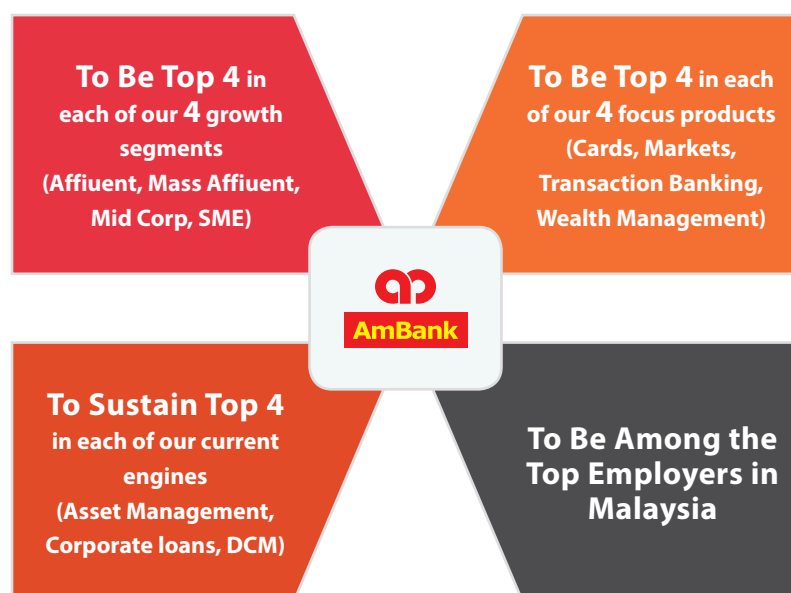 To Be Top 4 in
each of our 4 growth
segments
(Affiuent, Mass Affiuent,
Mid Corp, SME)
To Be Top 4 in each
of our 4 focus products
(Cards, Markets,
Transaction Banking,
Wealth Management)
AmBank
To Sustain Top 4
in each of our current
engines
(Asset Management,
Corporate loans, DCM)
To Be Among the
Top Employers in
Malaysia